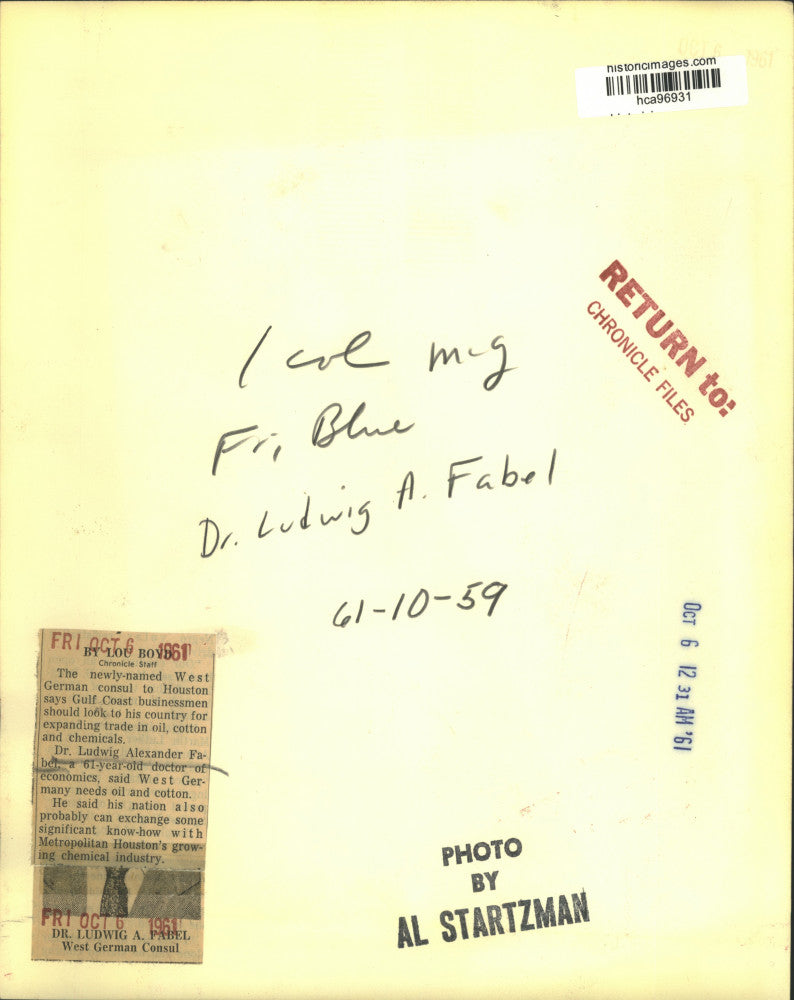 historicimages.com
hca96931
RETURN to:
CHRONICLE FILES
1 col mg
Fri, Blue
Dr. Ludwig A. Fabel
61-10-59
OCT 6 12 31 AM '61
FRI OCT 6 1961
BY LOU BOYD
Chronicle Staff
The newly-named West
German consul to Houston
says Gulf Coast businessmen
should look to his country for
expanding trade in oil, cotton
and chemicals.
Dr. Ludwig Alexander Fa-
bel, a 61-year-old doctor of
economics, said West Ger-
many needs oil and cotton.
He said his nation also
probably can exchange some
significant know-how with
Metropolitan Houston's grow-
ing chemical industry.
FRI OCT 6 1961
DR. LUDWIG A. FABEL
West German Consul
PHOTO
BY
AL STARTZMAN